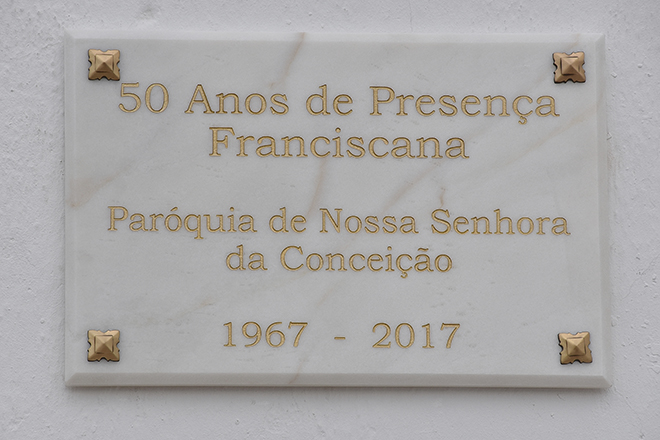 50 Anos de Presença
Franciscana
Paróquia de Nossa Senhora
da Conceição
1967 - 2017